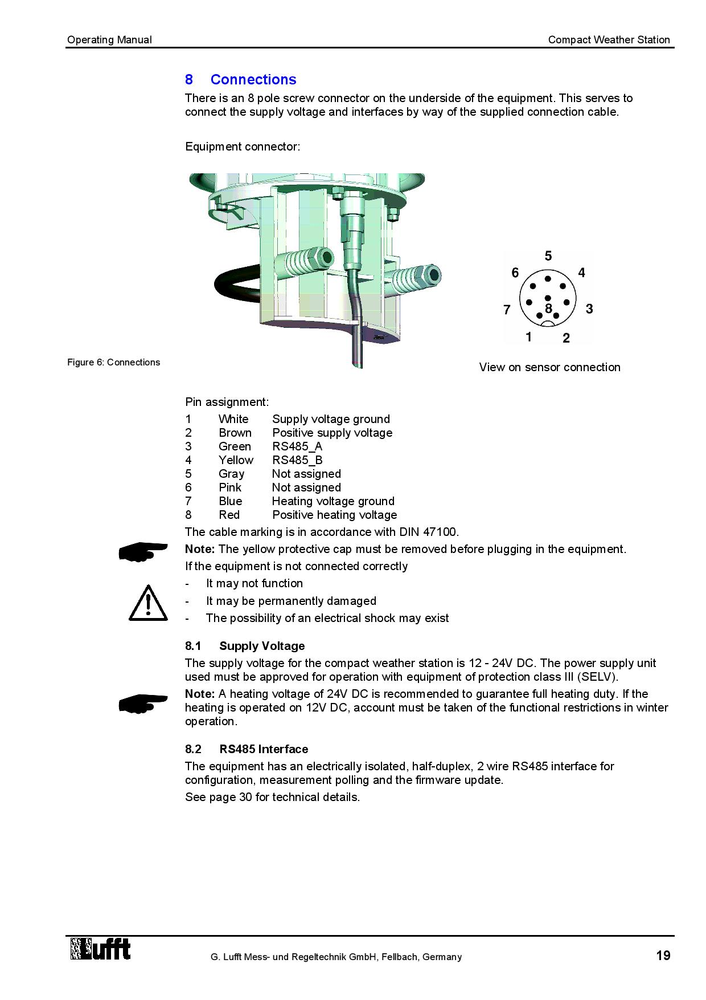 Operating Manual Compact Weather Station
8 Connections
There is an 8 pole screw connector on the underside of the equipment. This serves to
connect the supply voltage and interfaces by way of the supplied connection cable.
Equipment connector:
5
6 4
7 8 3
1 2
Figure 6: Connections
View on sensor connection
Pin assignment:
1 White Supply voltage ground
2 Brown Positive supply voltage
3 Green RS485_A
4 Yellow RS485_B
5 Gray Not assigned
6 Pink Not assigned
7 Blue Heating voltage ground
8 Red Positive heating voltage
The cable marking is in accordance with DIN 47100.
Note: The yellow protective cap must be removed before plugging in the equipment.
If the equipment is not connected correctly
- It may not function
- It may be permanently damaged
- The possibility of an electrical shock may exist
8.1 Supply Voltage
The supply voltage for the compact weather station is 12 - 24V DC. The power supply unit
used must be approved for operation with equipment of protection class III (SELV).
Note: A heating voltage of 24V DC is recommended to guarantee full heating duty. If the
heating is operated on 12V DC, account must be taken of the functional restrictions in winter
operation.
8.2 RS485 Interface
The equipment has an electrically isolated, half-duplex, 2 wire RS485 interface for
configuration, measurement polling and the firmware update.
See page 30 for technical details.
Lufft
G. Lufft Mess- und Regeltechnik GmbH, Fellbach, Germany 19